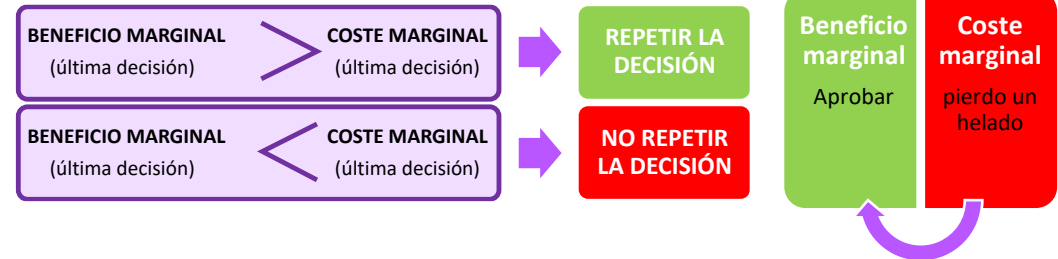 BENEFICIO MARGINAL
(última decisión)
COSTE MARGINAL
(última decisión)
REPETIR LA
DECISIÓN
BENEFICIO MARGINAL
(última decisión)
COSTE MARGINAL
(última decisión)
NO REPETIR
LA DECISIÓN
Beneficio
marginal
Aprobar
Coste
marginal
pierdo un
helado